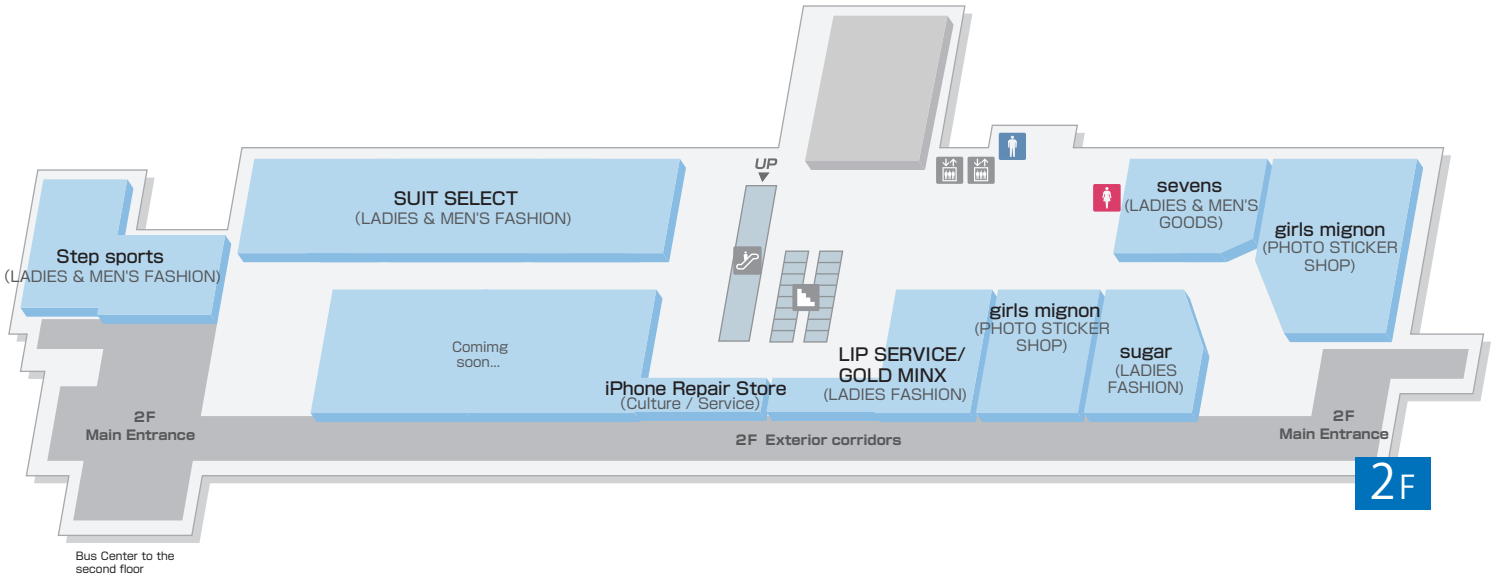 UP
SUIT SELECT
(LADIES & MEN'S FASHION)
Step sports
(LADIES & MEN'S FASHION)
sevens
(LADIES & MEN'S
GOODS)
girls mignon
(PHOTO STICKER
SHOP)
Comimg
soon...
iPhone Repair Store
(Culture / Service)
LIP SERVICE/
GOLD MINX
(LADIES FASHION)
girls mignon
(PHOTO STICKER
SHOP)
sugar
(LADIES
FASHION)
2F
Main Entrance
2F Exterior corridors
2F
Main Entrance
2F
Bus Center to the
second floor